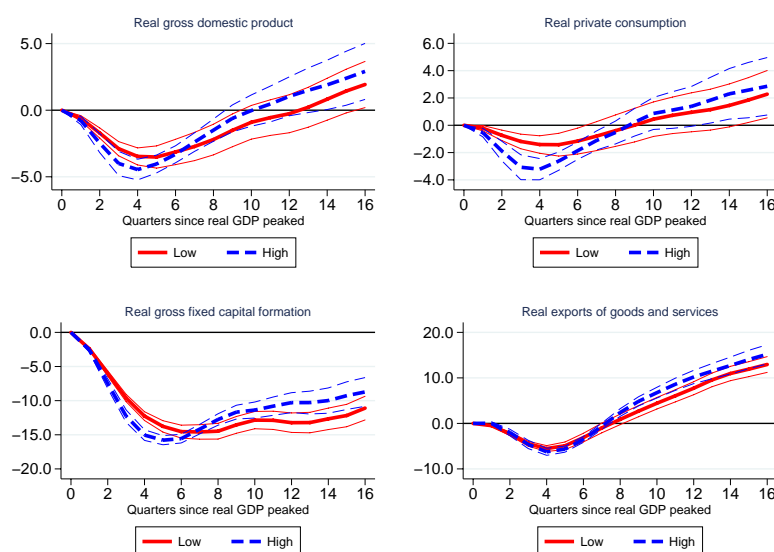 Real gross domestic product
5.0
0.0
−5.0
0 2 4 6 8 10 12 14 16
Quarters since real GDP peaked
Low High
Real private consumption
6.0
4.0
2.0
0.0
−2.0
−4.0
0 2 4 6 8 10 12 14 16
Quarters since real GDP peaked
Low High
Real gross fixed capital formation
0.0
−5.0
−10.0
−15.0
−20.0
0 2 4 6 8 10 12 14 16
Quarters since real GDP peaked
Low High
Real exports of goods and services
20.0
10.0
0.0
−10.0
0 2 4 6 8 10 12 14 16
Quarters since real GDP peaked
Low High